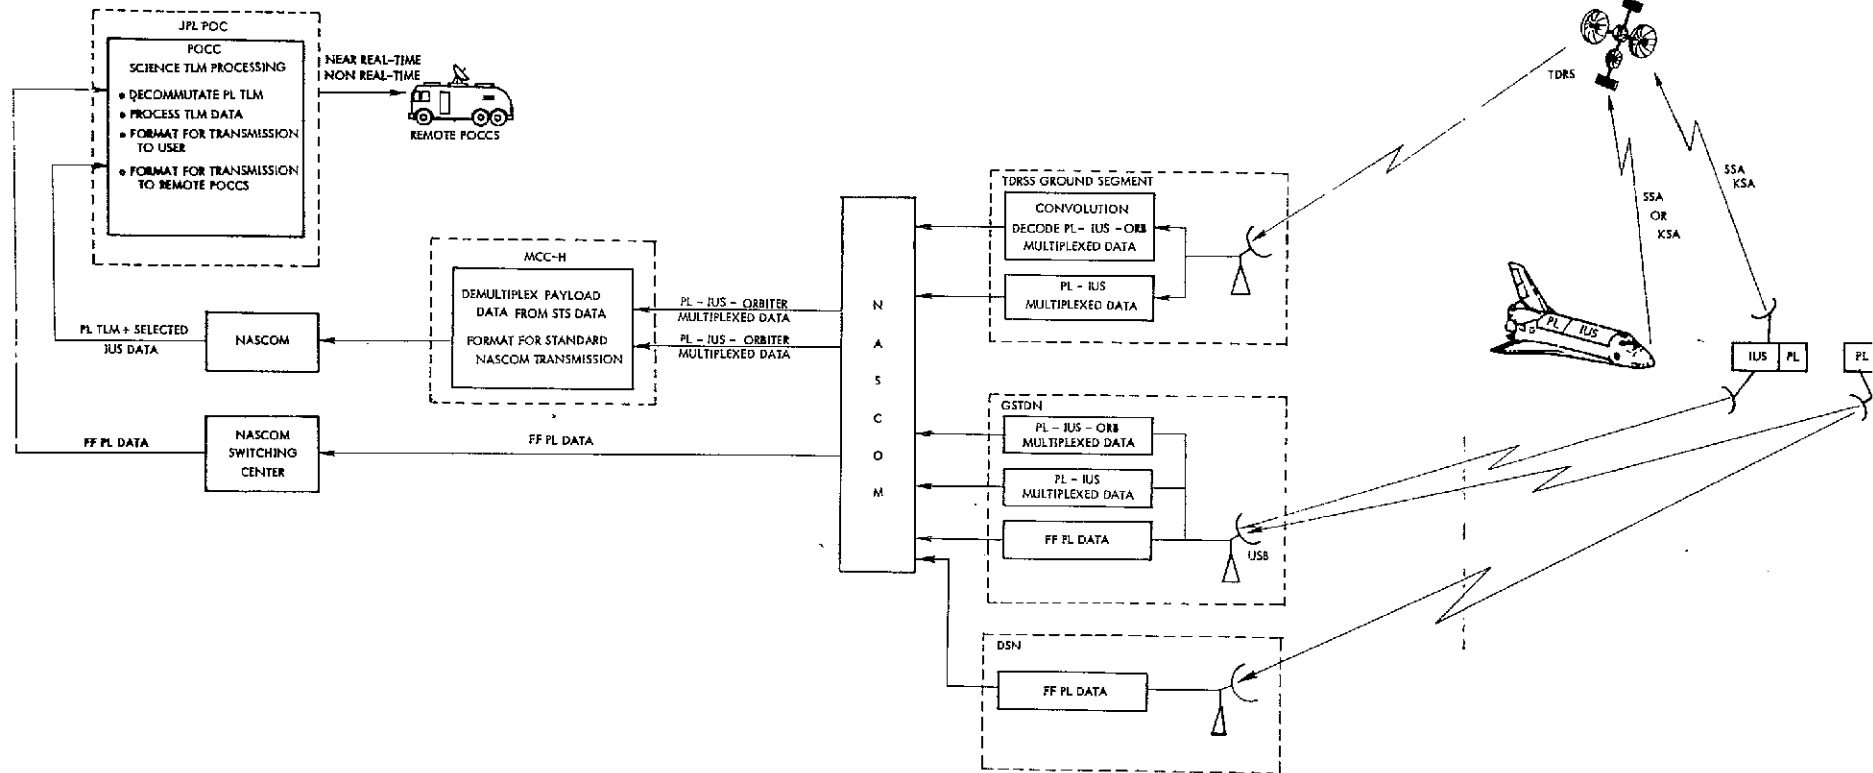 JPL POC
POCC
SCIENCE TLM PROCESSING
• DECOMMUTATE PL TLM
• PROCESS TLM DATA
• FORMAT FOR TRANSMISSION
TO USER
• FORMAT FOR TRANSMISSION
TO REMOTE POCCS
NEAR REAL-TIME
NON REAL-TIME
REMOTE POCCS
PL TLM + SELECTED
IUS DATA
NASCOM
FF PL DATA
NASCOM
SWITCHING
CENTER
MCC-H
DEMULTIPLEX PAYLOAD
DATA FROM STS DATA
FORMAT FOR STANDARD
NASCOM TRANSMISSION
PL - IUS - ORBITER
MULTIPLEXED DATA
PL - IUS - ORBITER
MULTIPLEXED DATA
FF PL DATA
N
A
S
C
O
M
TDRSS GROUND SEGMENT
CONVOLUTION
DECODE PL - IUS - ORB
MULTIPLEXED DATA
PL - IUS
MULTIPLEXED DATA
GSTDN
PL - IUS - ORB
MULTIPLEXED DATA
PL - IUS
MULTIPLEXED DATA
FF PL DATA
USB
DSN
FF PL DATA
TDRS
SSA
OR
KSA
SSA
KSA
PL IUS
IUS PL
PL